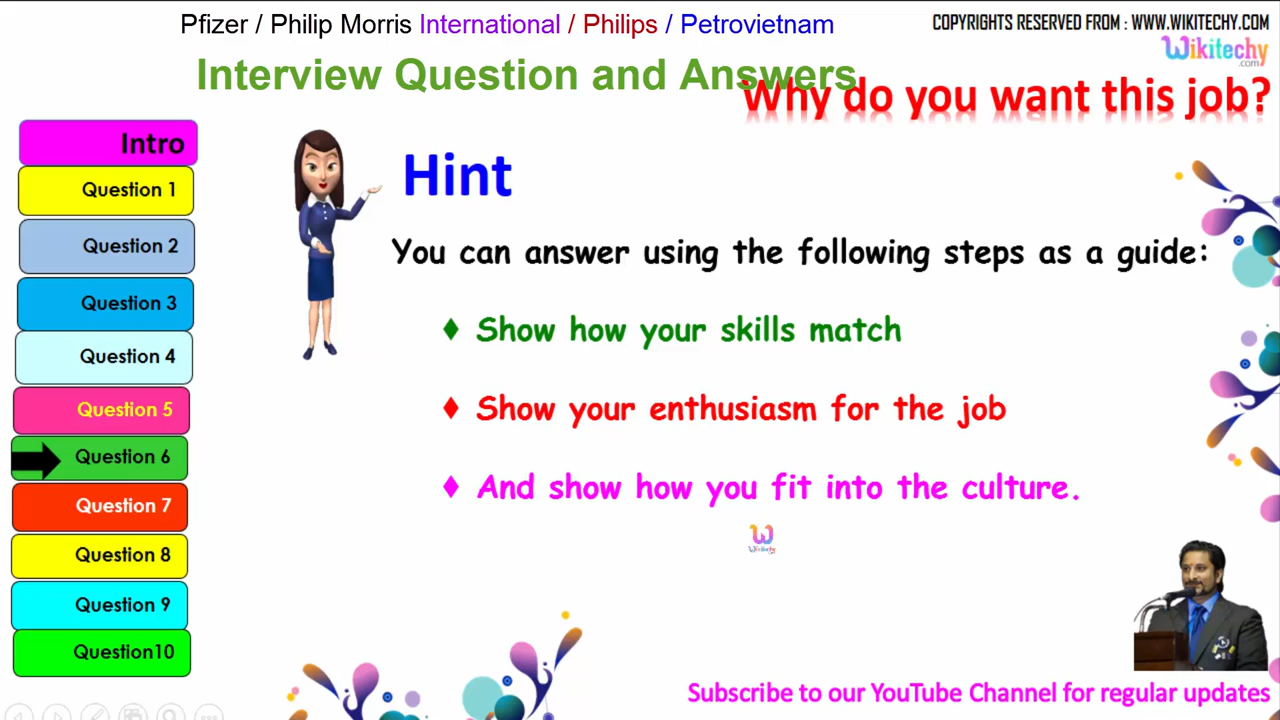 Pfizer / Philip Morris International / Philips / Petrovietnam
COPYRIGHTS RESERVED FROM : WWW.WIKITECHY.COM
Wikitechy
.com
Interview Question and Answers
Why do you want this job?
Intro
Question 1
Question 2
Question 3
Question 4
Question 5
Question 6
Question 7
Question 8
Question 9
Question10
Hint
You can answer using the following steps as a guide:
Show how your skills match
Show your enthusiasm for the job
And show how you fit into the culture.
W
Wikitechy
Subscribe to our YouTube Channel for regular updates